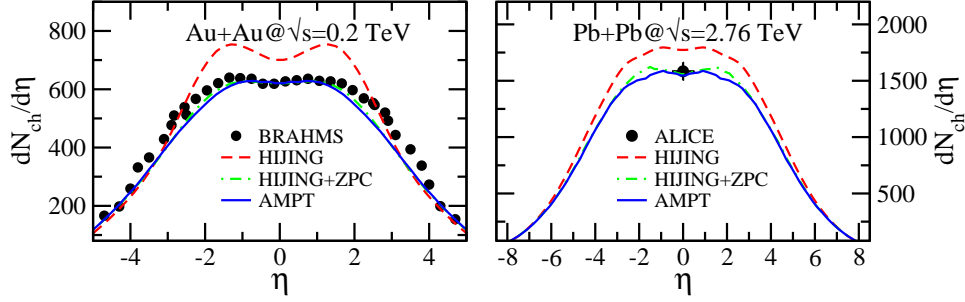 Au+Au@√s=0.2 TeV
800
600
400
200
dN_ch/dη
BRAHMS
HIJING
HIJING+ZPC
AMPT
-4 -2 0 2 4
η
Pb+Pb@√s=2.76 TeV
2000
1500
1000
500
dN_ch/dη
ALICE
HIJING
HIJING+ZPC
AMPT
-8 -6 -4 -2 0 2 4 6 8
η